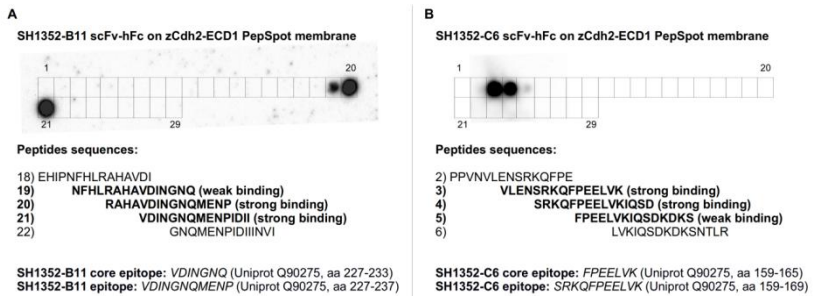 A
SH1352-B11 scFv-hFc on zCdh2-ECD1 PepSpot membrane
1
20
21
29
Peptides sequences:
18) EHIPNFHLRAHAVDI
19) NFHLRAHAVDINGNQ (weak binding)
20) RAHAVDINGNQMENP (strong binding)
21) VDINGNQMENPIDII (strong binding)
22) GNQMENPIDIIINVI
SH1352-B11 core epitope: VDINGNQ (Uniprot Q90275, aa 227-233)
SH1352-B11 epitope: VDINGNQMENP (Uniprot Q90275, aa 227-237)
B
SH1352-C6 scFv-hFc on zCdh2-ECD1 PepSpot membrane
1
20
21
29
Peptides sequences:
2) PPVNVLENSRKQFPE
3) VLENSRKQFPEELVK (strong binding)
4) SRKQFPEELVKIQSD (strong binding)
5) FPEELVKIQSDKDKS (weak binding)
6) LVKIQSDKDKSNTLR
SH1352-C6 core epitope: FPEELVK (Uniprot Q90275, aa 159-165)
SH1352-C6 epitope: SRKQFPEELVK (Uniprot Q90275, aa 159-169)